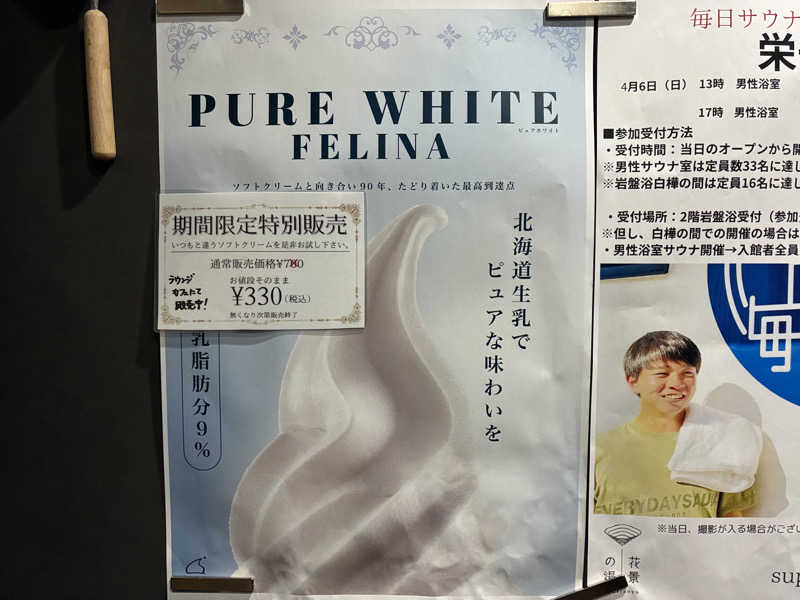 PURE WHITE
ピュアホワイト
FELINA
ソフトクリームと向き合い90年、たどり着いた最高到達点
期間限定特別販売
いつもと違うソフトクリームを是非お試し下さい。
通常販売価格¥780
お値段そのまま
¥330(税込)
無くなり次第販売終了
ラウンジ
カフェにて
販売中!
北海道生乳で
ピュアな味わいを
乳脂肪分9%
毎日サウナ
栄
4月6日(日) 13時 男性浴室
17時 男性浴室
■参加受付方法
・受付時間:当日のオープンから開
※男性サウナ室は定員数33名に達し
※岩盤浴白樺の間は定員16名に達し
・受付場所:2階岩盤浴受付(参加
※但し、白樺の間での開催の場合は
・男性浴室サウナ開催→入館者全員
毎
EVERYDAYSAU
※当日、撮影が入る場合がござい
花景
の湯
sup